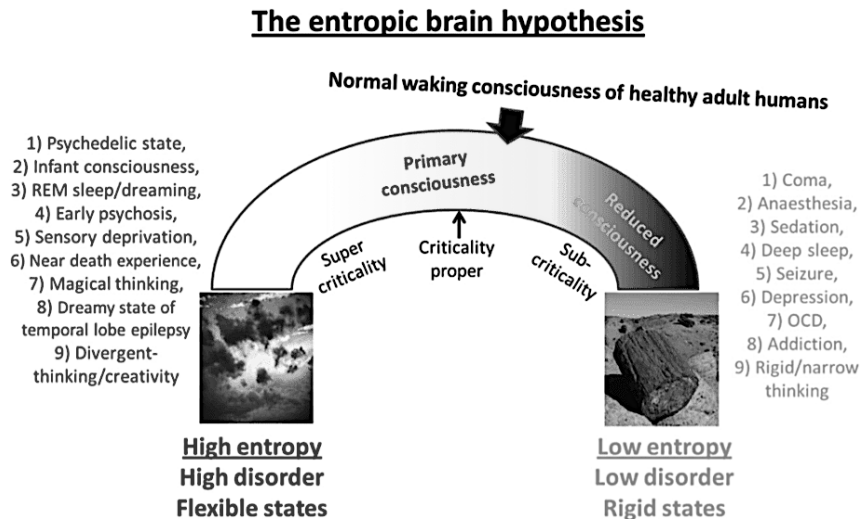 The entropic brain hypothesis
Normal waking consciousness of healthy adult humans
1) Psychedelic state,
2) Infant consciousness,
3) REM sleep/dreaming,
4) Early psychosis,
5) Sensory deprivation,
6) Near death experience,
7) Magical thinking,
8) Dreamy state of
temporal lobe epilepsy
9) Divergent-
thinking/creativity
Primary
consciousness
Reduced
consciousness
Super
criticality
Criticality
proper
Sub-
criticality
1) Coma,
2) Anaesthesia,
3) Sedation,
4) Deep sleep,
5) Seizure,
6) Depression,
7) OCD,
8) Addiction,
9) Rigid/narrow
thinking
High entropy
High disorder
Flexible states
Low entropy
Low disorder
Rigid states